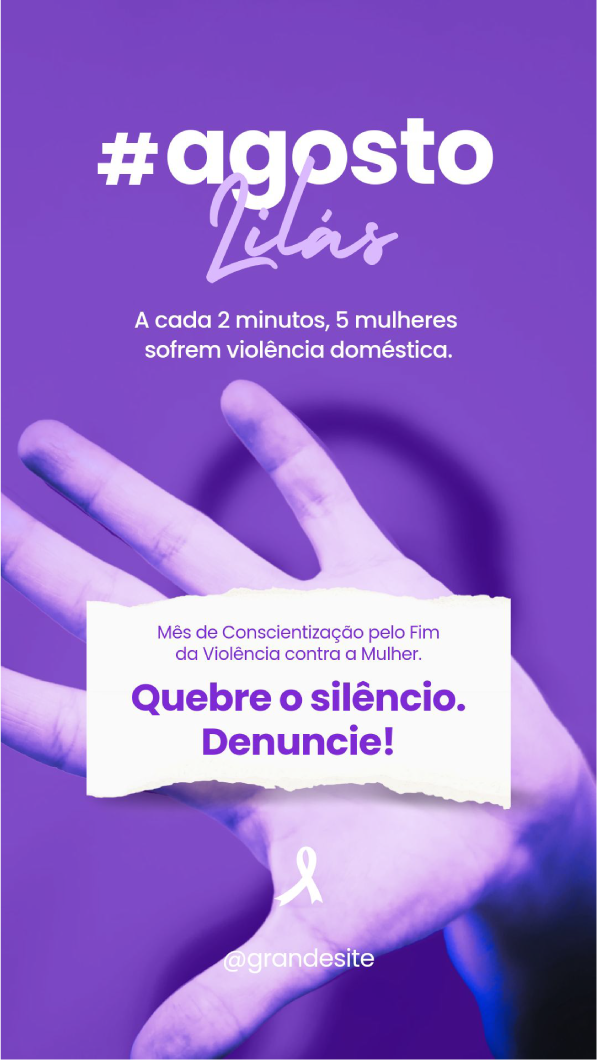 #agosto
Lilás
A cada 2 minutos, 5 mulheres
sofrem violência doméstica.
Mês de Conscientização pelo Fim
da Violência contra a Mulher.
Quebre o silêncio.
Denuncie!
@grandesite